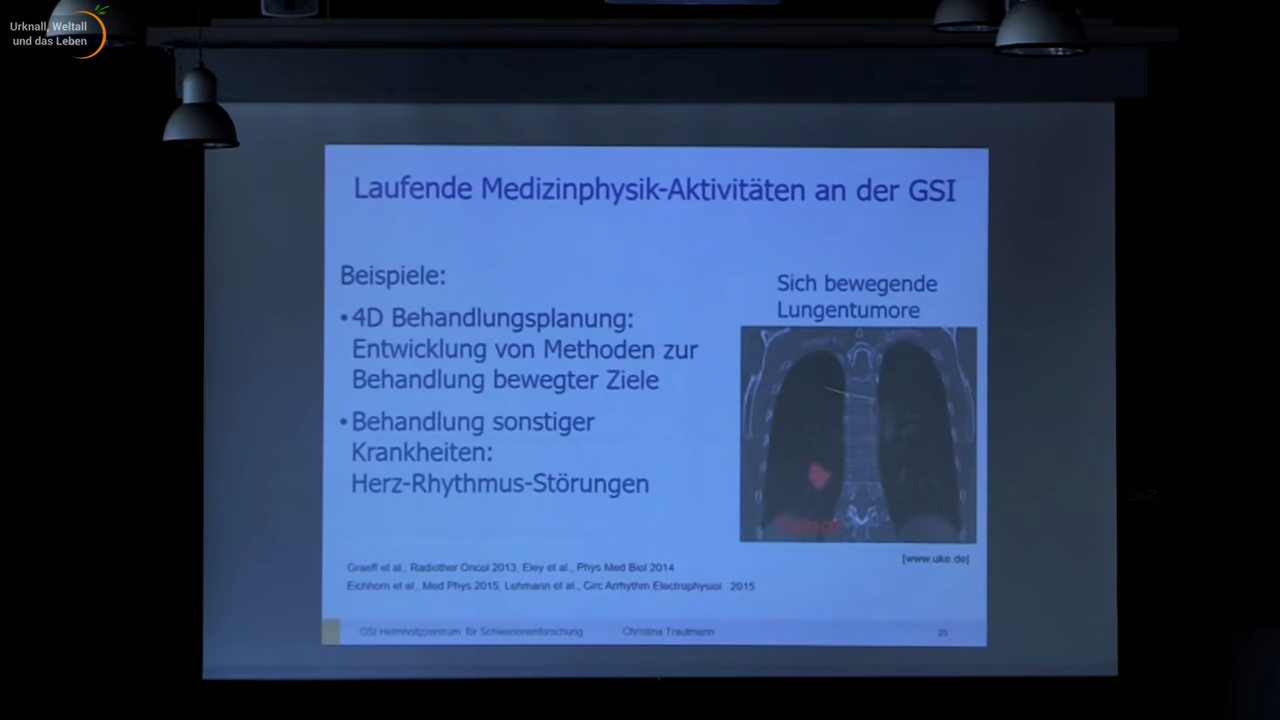 Urknall, Weltall
und das Leben
Laufende Medizinphysik-Aktivitäten an der GSI
Beispiele:
• 4D Behandlungsplanung:
Entwicklung von Methoden zur
Behandlung bewegter Ziele
• Behandlung sonstiger
Krankheiten:
Herz-Rhythmus-Störungen
Sich bewegende
Lungentumore
Tumor
[www.uke.de]
Graeff et al., Radiother Oncol 2013, Eley et al., Phys Med Biol 2014
Eichhorn et al., Med Phys 2015, Lehmann et al., Circ Arrhythm Electrophysiol 2015
GSI Helmholtzzentrum für Schwerionenforschung
Christina Trautmann